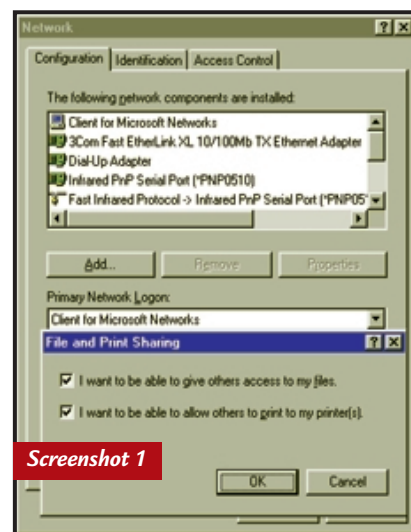 Network
Configuration
Identification
Access Control
The following network components are installed:
Client for Microsoft Networks
3Com Fast EtherLink XL 10/100Mb TX Ethernet Adapter
Dial-Up Adapter
Infrared PnP Serial Port (*PNP0510)
Fast Infrared Protocol -> Infrared PnP Serial Port (*PNP05
Add...
Remove
Properties
Primary Network Logon:
Client for Microsoft Networks
File and Print Sharing
I want to be able to give others access to my files.
I want to be able to allow others to print to my printer(s).
Screenshot 1
OK
Cancel